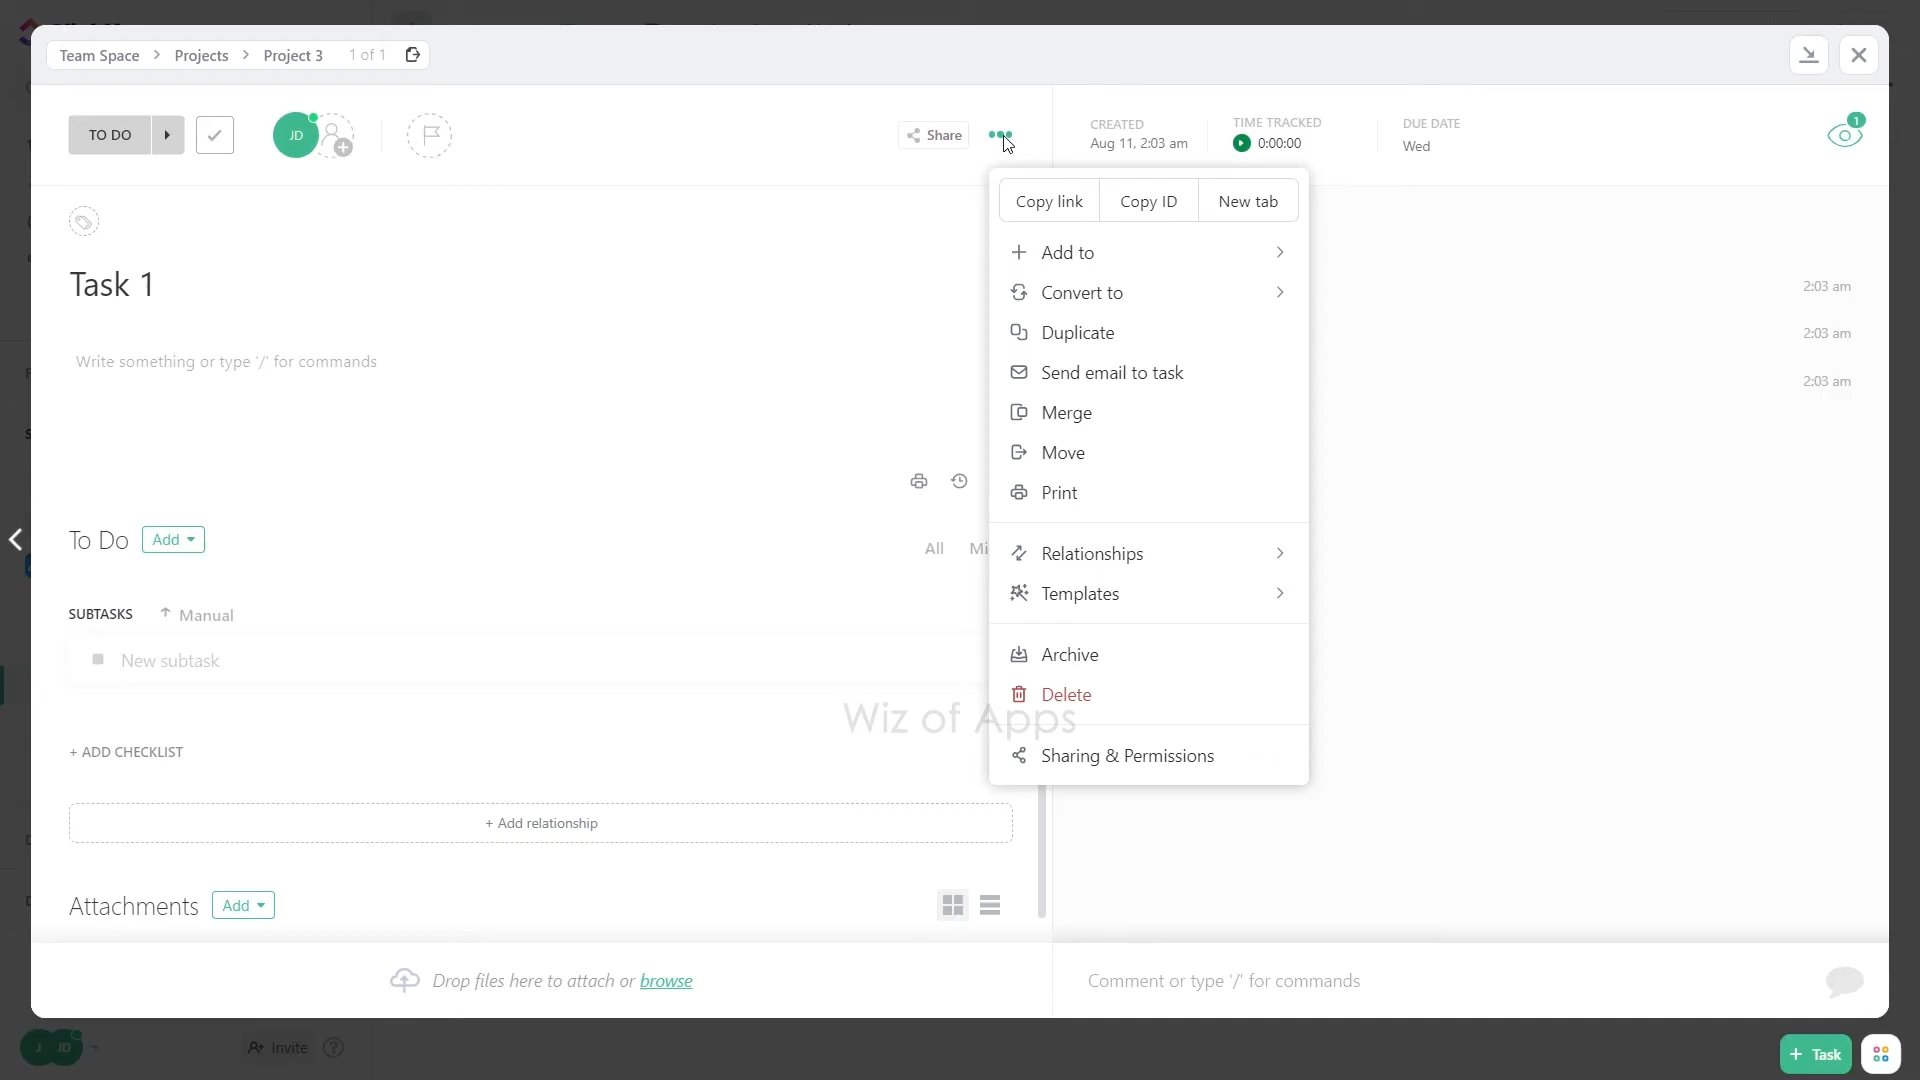 Team Space > Projects > Project 3 1 of 1
TO DO
JD
Share
CREATED
Aug 11, 2:03 am
TIME TRACKED
0:00:00
DUE DATE
Wed
1
Copy link Copy ID New tab
Add to
Convert to
Duplicate
Send email to task
Merge
Move
Print
Relationships
Templates
Archive
Delete
Sharing & Permissions
Task 1
Write something or type '/' for commands
To Do Add
All Mi
SUBTASKS Manual
New subtask
Wiz of Apps
+ ADD CHECKLIST
+ Add relationship
Attachments Add
Drop files here to attach or browse
2:03 am
2:03 am
2:03 am
Comment or type '/' for commands
J JD
Invite
?
+ Task